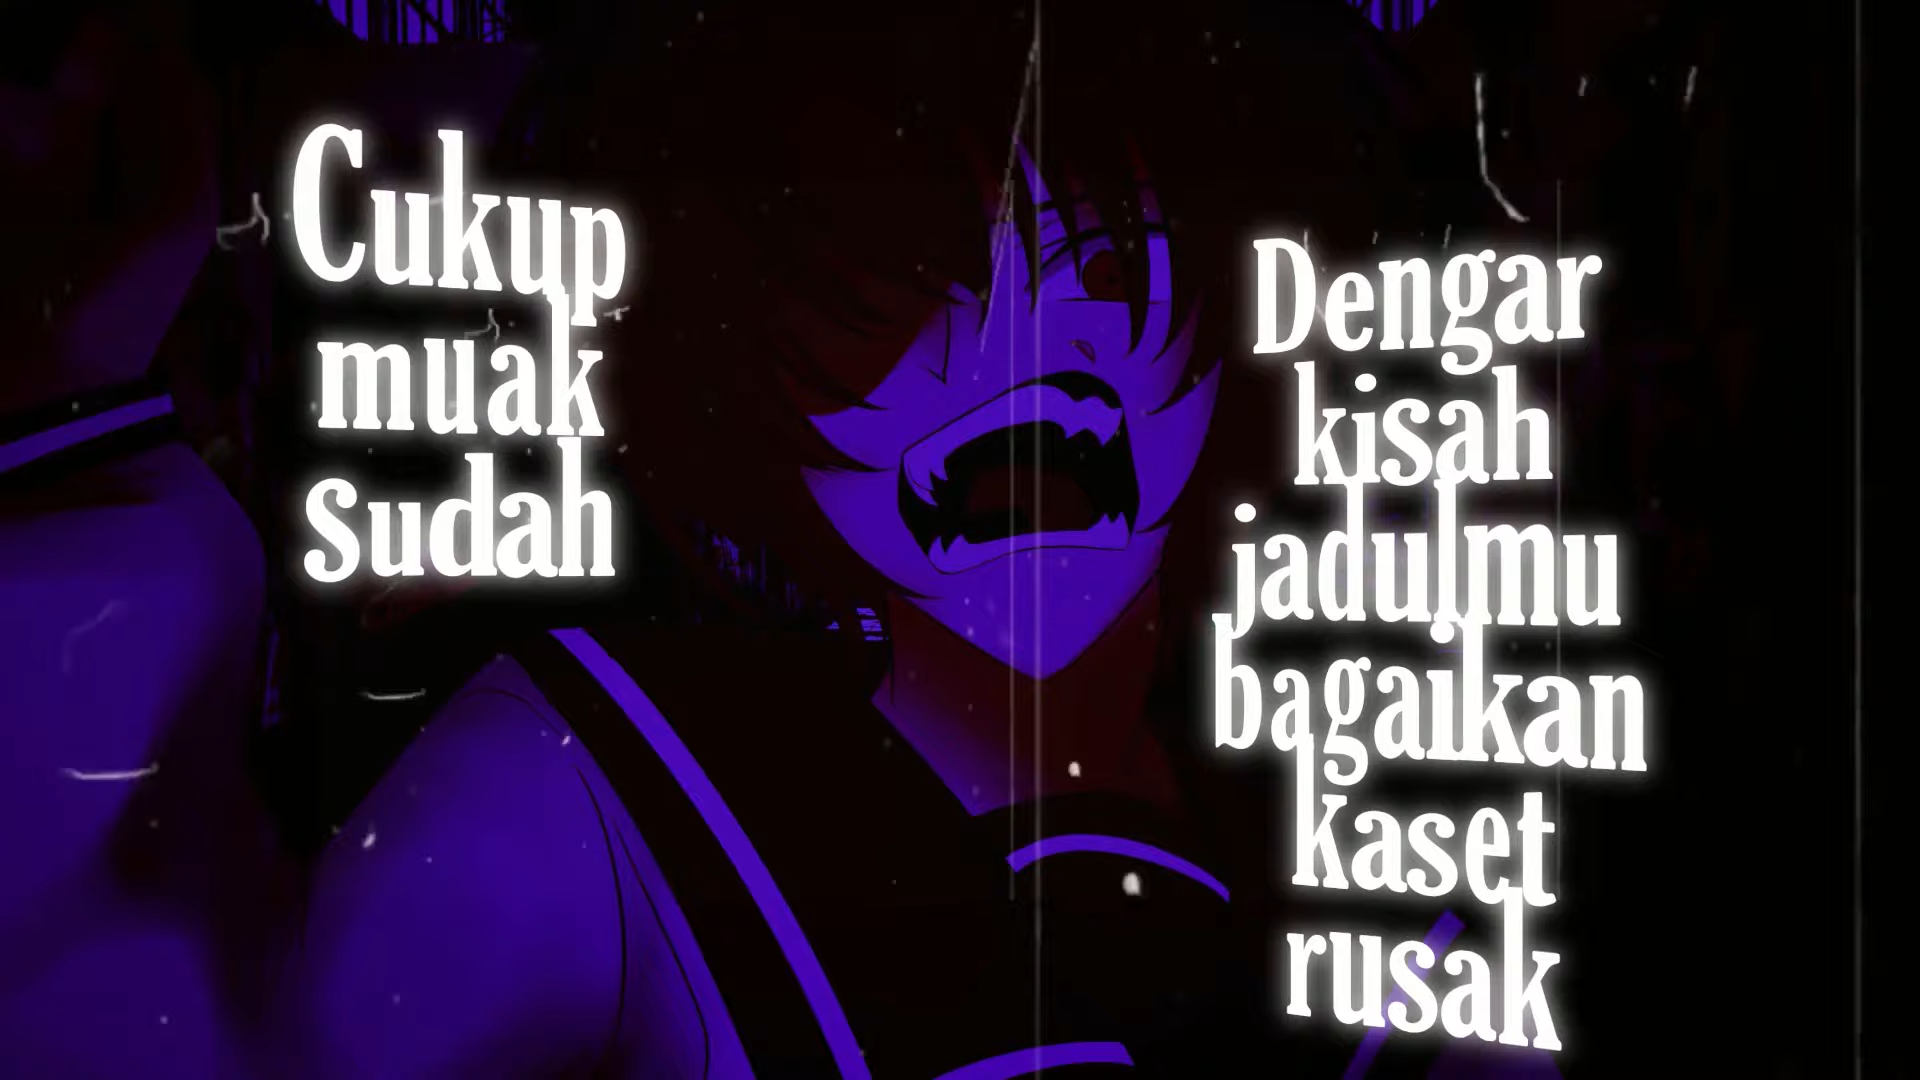 Cukup
muak
sudah
Dengar
kisah
jadulmu
bagaikan
kaset
rusak